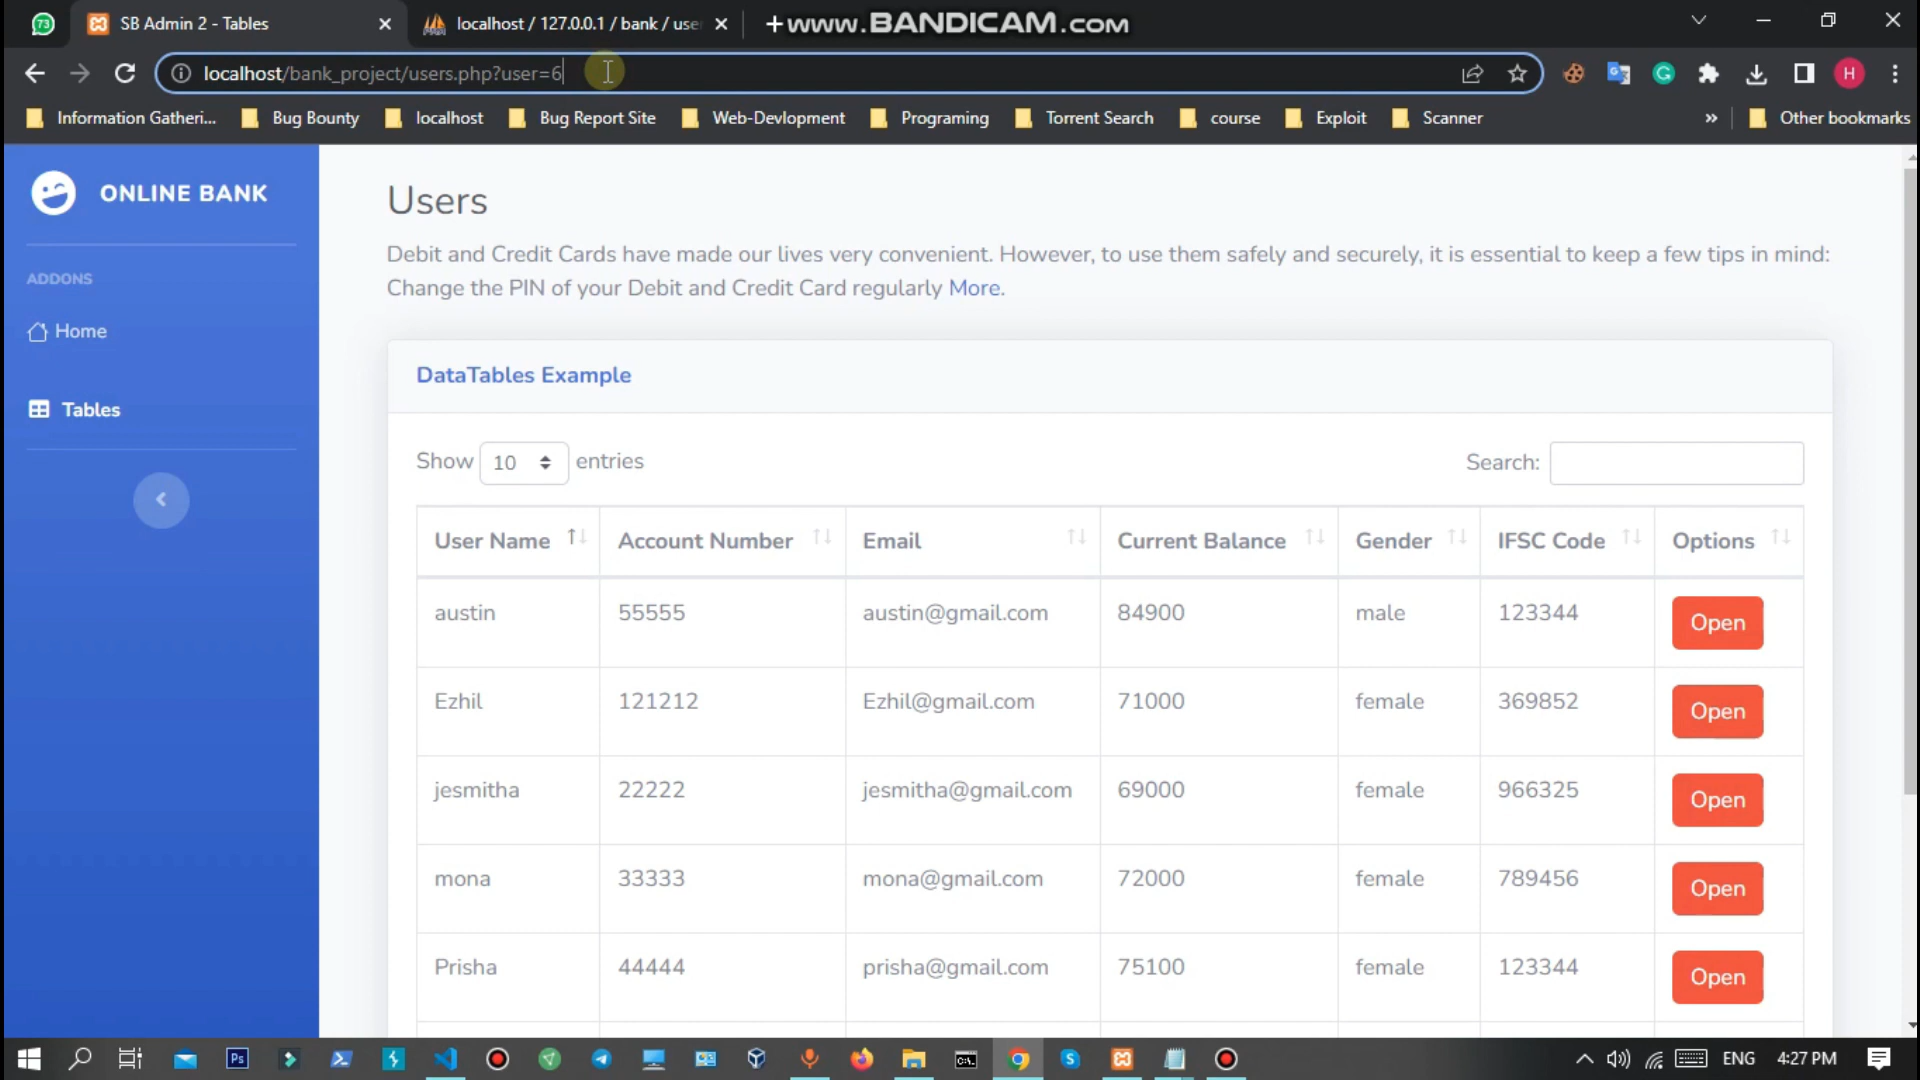 73
SB Admin 2 - Tables
localhost / 127.0.0.1 / bank / use
www.BANDICAM.com
localhost/bank_project/users.php?user=6
H
Information Gatheri...
Bug Bounty
localhost
Bug Report Site
Web-Devlopment
Programing
Torrent Search
course
Exploit
Scanner
»
Other bookmarks
ONLINE BANK
ADDONS
Home
Tables
Users
Debit and Credit Cards have made our lives very convenient. However, to use them safely and securely, it is essential to keep a few tips in mind:
Change the PIN of your Debit and Credit Card regularly More.
DataTables Example
Show 10 entries
Search:
User Name Account Number Email Current Balance Gender IFSC Code Options
austin 55555 austin@gmail.com 84900 male 123344 Open
Ezhil 121212 Ezhil@gmail.com 71000 female 369852 Open
jesmitha 22222 jesmitha@gmail.com 69000 female 966325 Open
mona 33333 mona@gmail.com 72000 female 789456 Open
Prisha 44444 prisha@gmail.com 75100 female 123344 Open
Ps
C:\
S
ENG
4:27 PM